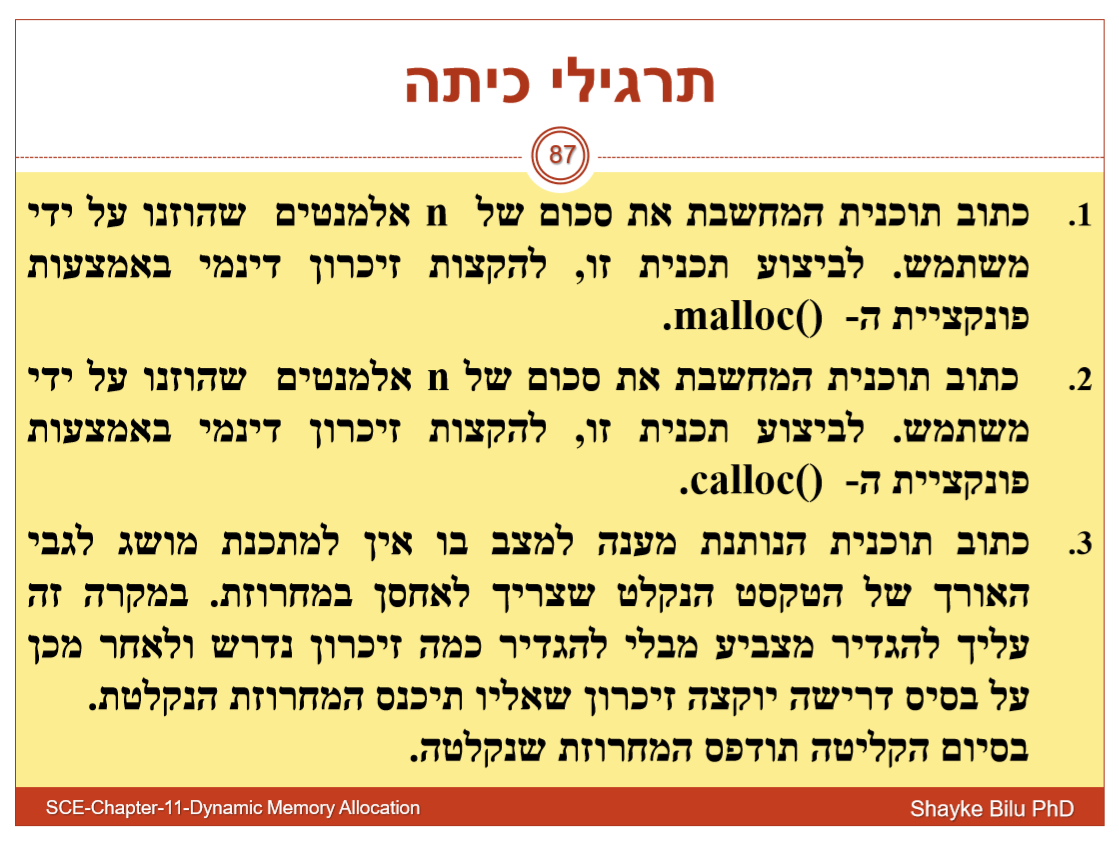 תרגילי כיתה
87
1. כתוב תוכנית המחשבת את סכום של n אלמנטים שהוזנו על ידי
משתמש. לביצוע תכנית זו, להקצות זיכרון דינמי באמצעות
פונקציית ה- malloc().
2. כתוב תוכנית המחשבת את סכום של n אלמנטים שהוזנו על ידי
משתמש. לביצוע תכנית זו, להקצות זיכרון דינמי באמצעות
פונקציית ה- calloc().
3. כתוב תוכנית הנותנת מענה למצב בו אין למתכנת מושג לגבי
האורך של הטקסט הנקלט שצריך לאחסן במחרוזת. במקרה זה
עליך להגדיר מצביע מבלי להגדיר כמה זיכרון נדרש ולאחר מכן
על בסיס דרישה יוקצה זיכרון שאליו תיכנס המחרוזת הנקלטת.
בסיום הקליטה תודפס המחרוזת שנקלטה.
SCE-Chapter-11-Dynamic Memory Allocation
Shayke Bilu PhD